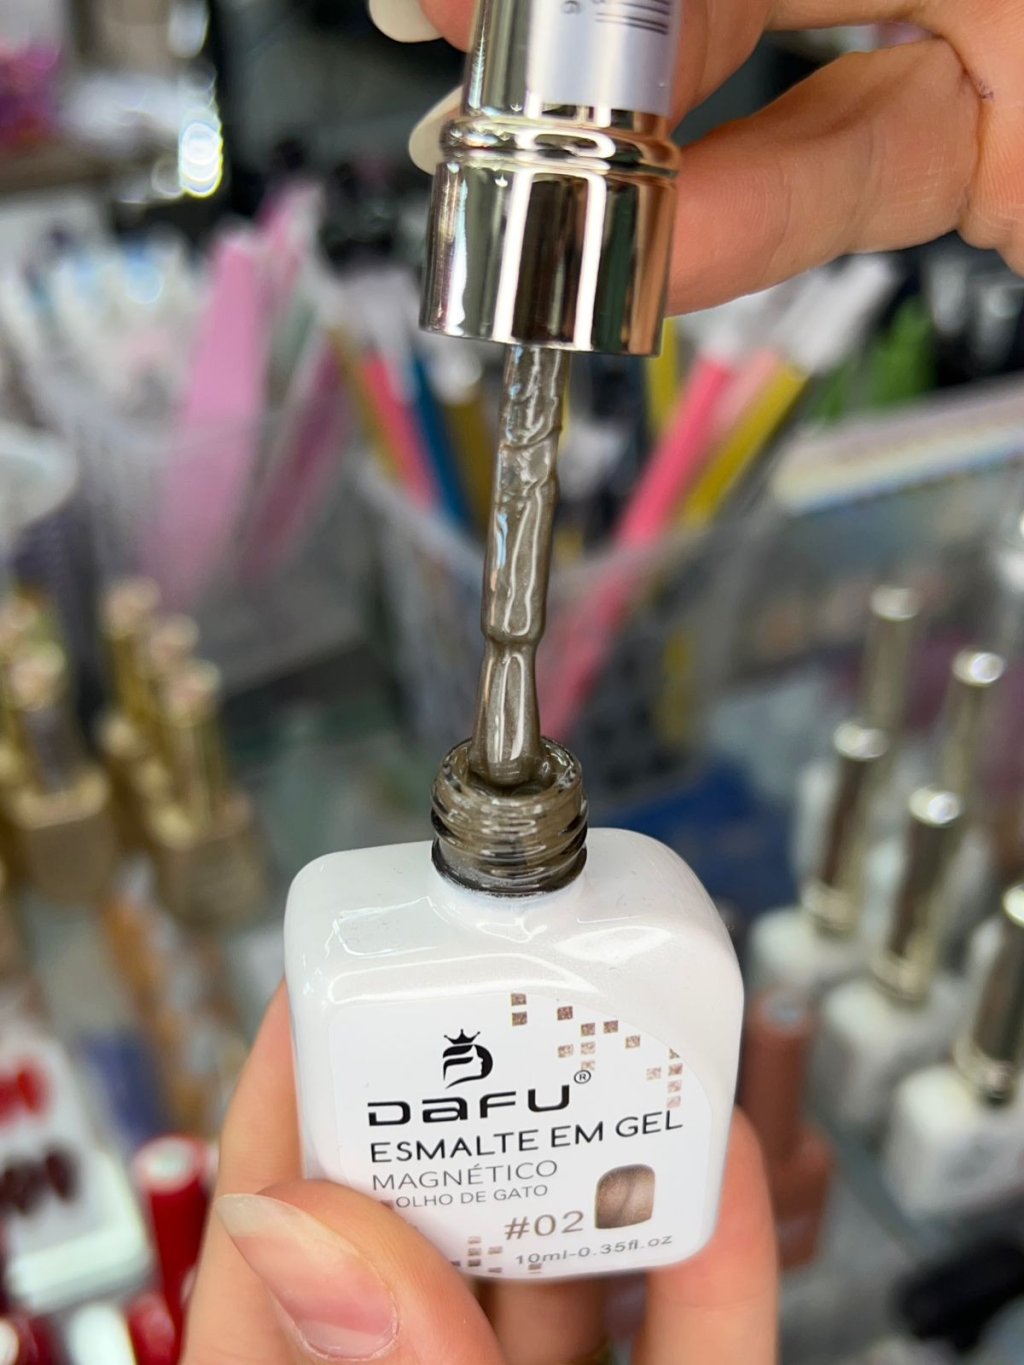 DAFU®
ESMALTE EM GEL
MAGNÉTICO
OLHO DE GATO
#02
10ml-0.35fl.oz